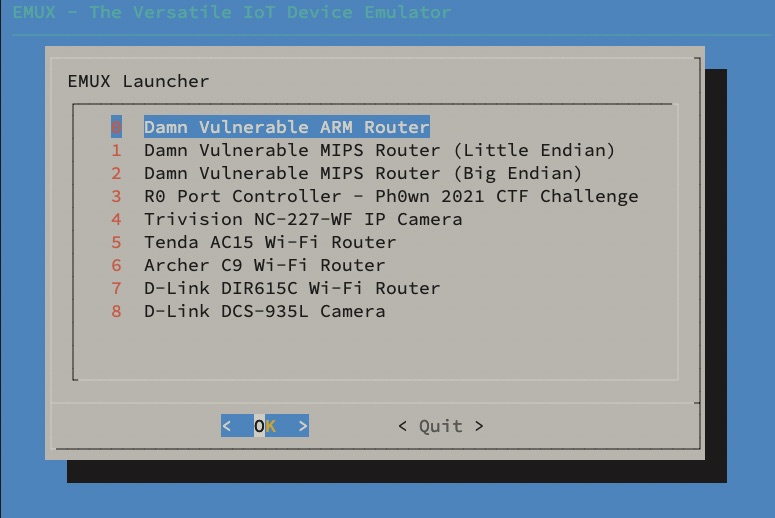 EMUX - The Versatile IoT Device Emulator
EMUX Launcher
0 Damn Vulnerable ARM Router
1 Damn Vulnerable MIPS Router (Little Endian)
2 Damn Vulnerable MIPS Router (Big Endian)
3 R0 Port Controller - Ph0wn 2021 CTF Challenge
4 Trivision NC-227-WF IP Camera
5 Tenda AC15 Wi-Fi Router
6 Archer C9 Wi-Fi Router
7 D-Link DIR615C Wi-Fi Router
8 D-Link DCS-935L Camera
< OK > < Quit >